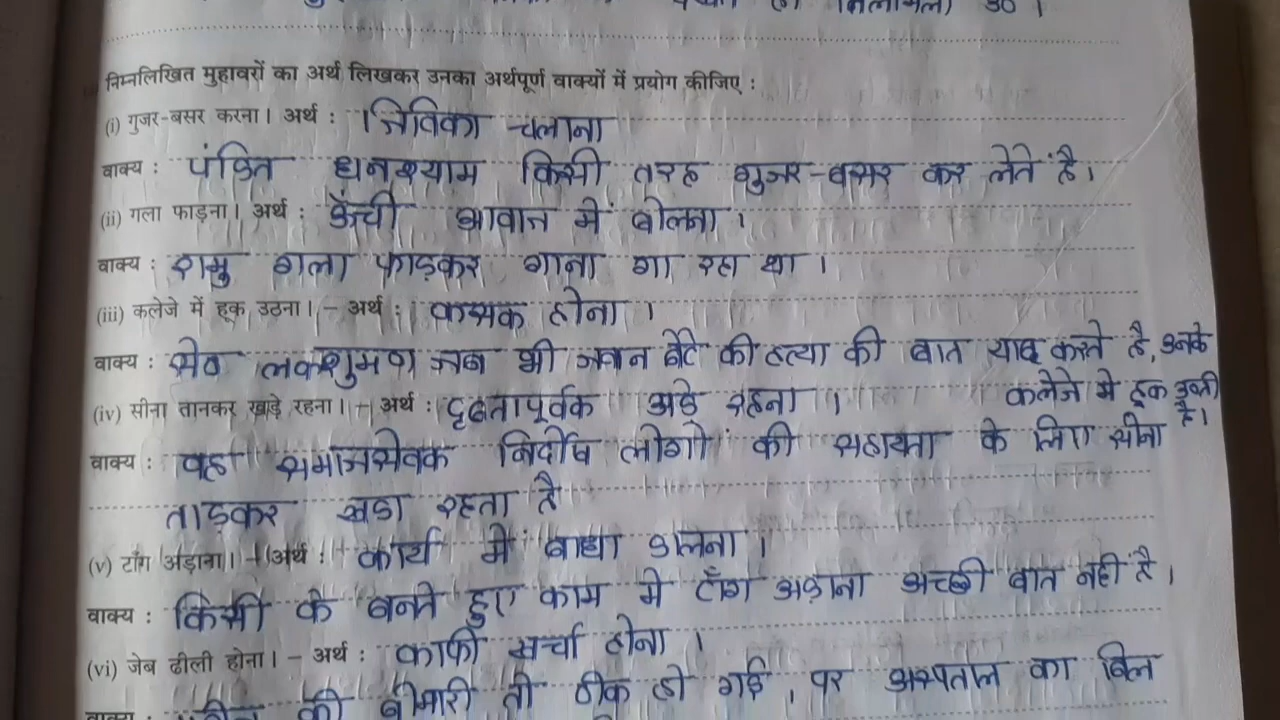 निम्नलिखित मुहावरों का अर्थ लिखकर उनका अर्थपूर्ण वाक्यों में प्रयोग कीजिए :
(i) गुजर-बसर करना। अर्थ : जिविका चलाना
वाक्य : पंडित घनश्याम किसी तरह गुजर-बसर कर लेते है।
(ii) गला फाड़ना। अर्थ : ऊँची आवाज में बोलना।
वाक्य : रामु गला फाड़कर गाना गा रहा था।
(iii) कलेजे में हूक उठना। – अर्थ : कसक होना।
वाक्य : सेठ जब भी जवान बेटे की हत्या की बात याद करते है, उनके
कलेजे मे हूक उठती है।
(iv) सीना तानकर खड़े रहना। – अर्थ : दृढतापूर्वक अडे रहना।
वाक्य : वह समाजसेवक निर्दोष लोगो की सहायता के लिए सीना
ताड़कर खडा रहता है
(v) टाँग अड़ाना। – अर्थ : कार्य में बाधा डालना।
वाक्य : किसी के बनते हुए काम मे टाँग अड़ाना अच्छी बात नही है।
(vi) जेब ढीली होना। – अर्थ : काफी खर्चा होना।
वाक्य : की बीमारी तो ठीक हो गई, पर अस्पताल का बिल